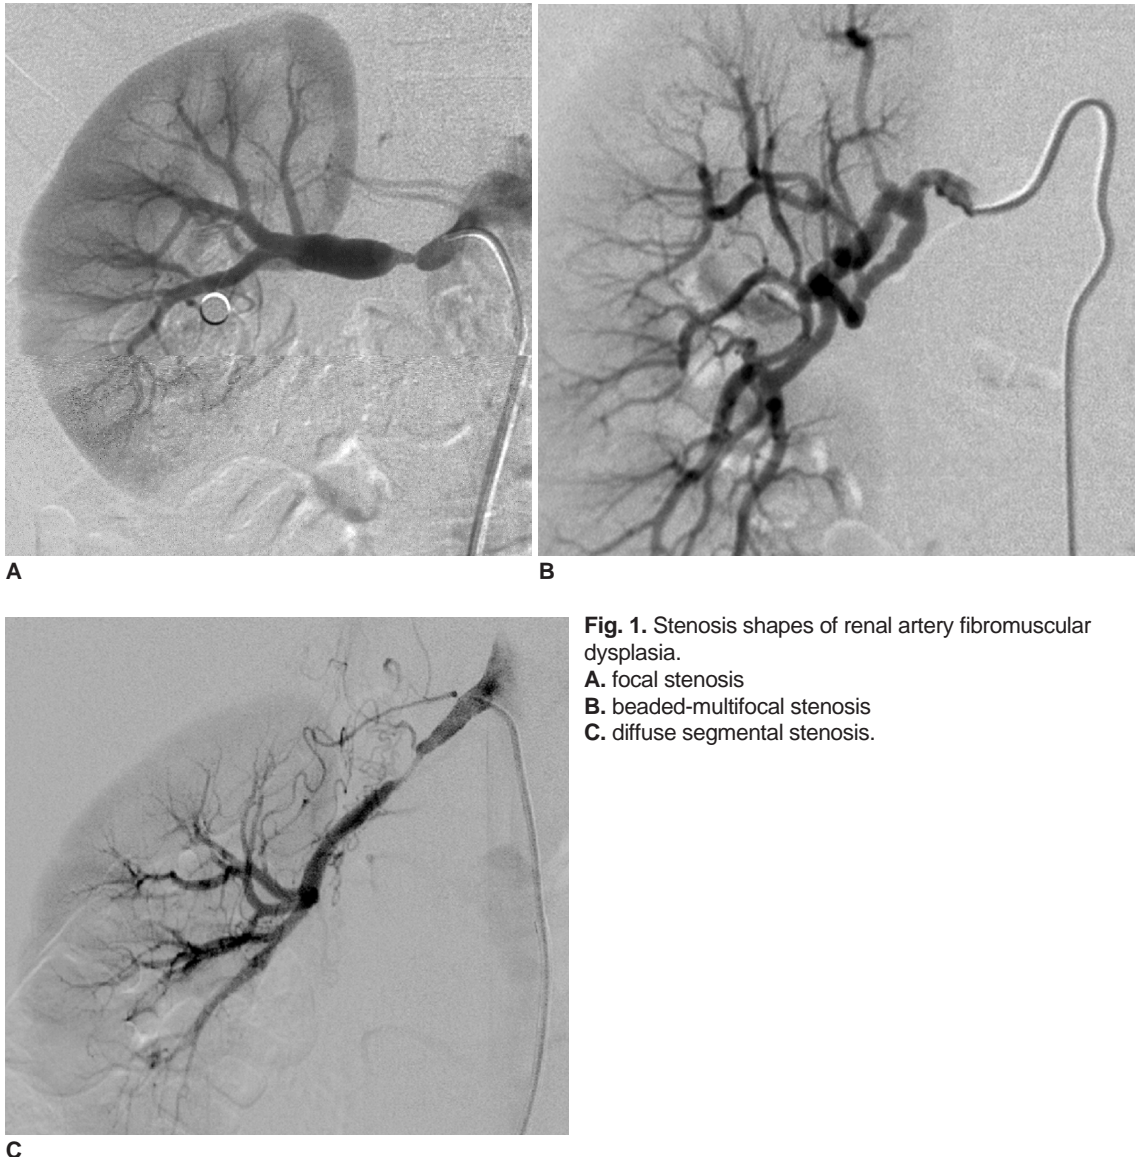 A
B
Fig. 1. Stenosis shapes of renal artery fibromuscular
dysplasia.
A. focal stenosis
B. beaded-multifocal stenosis
C. diffuse segmental stenosis.
C